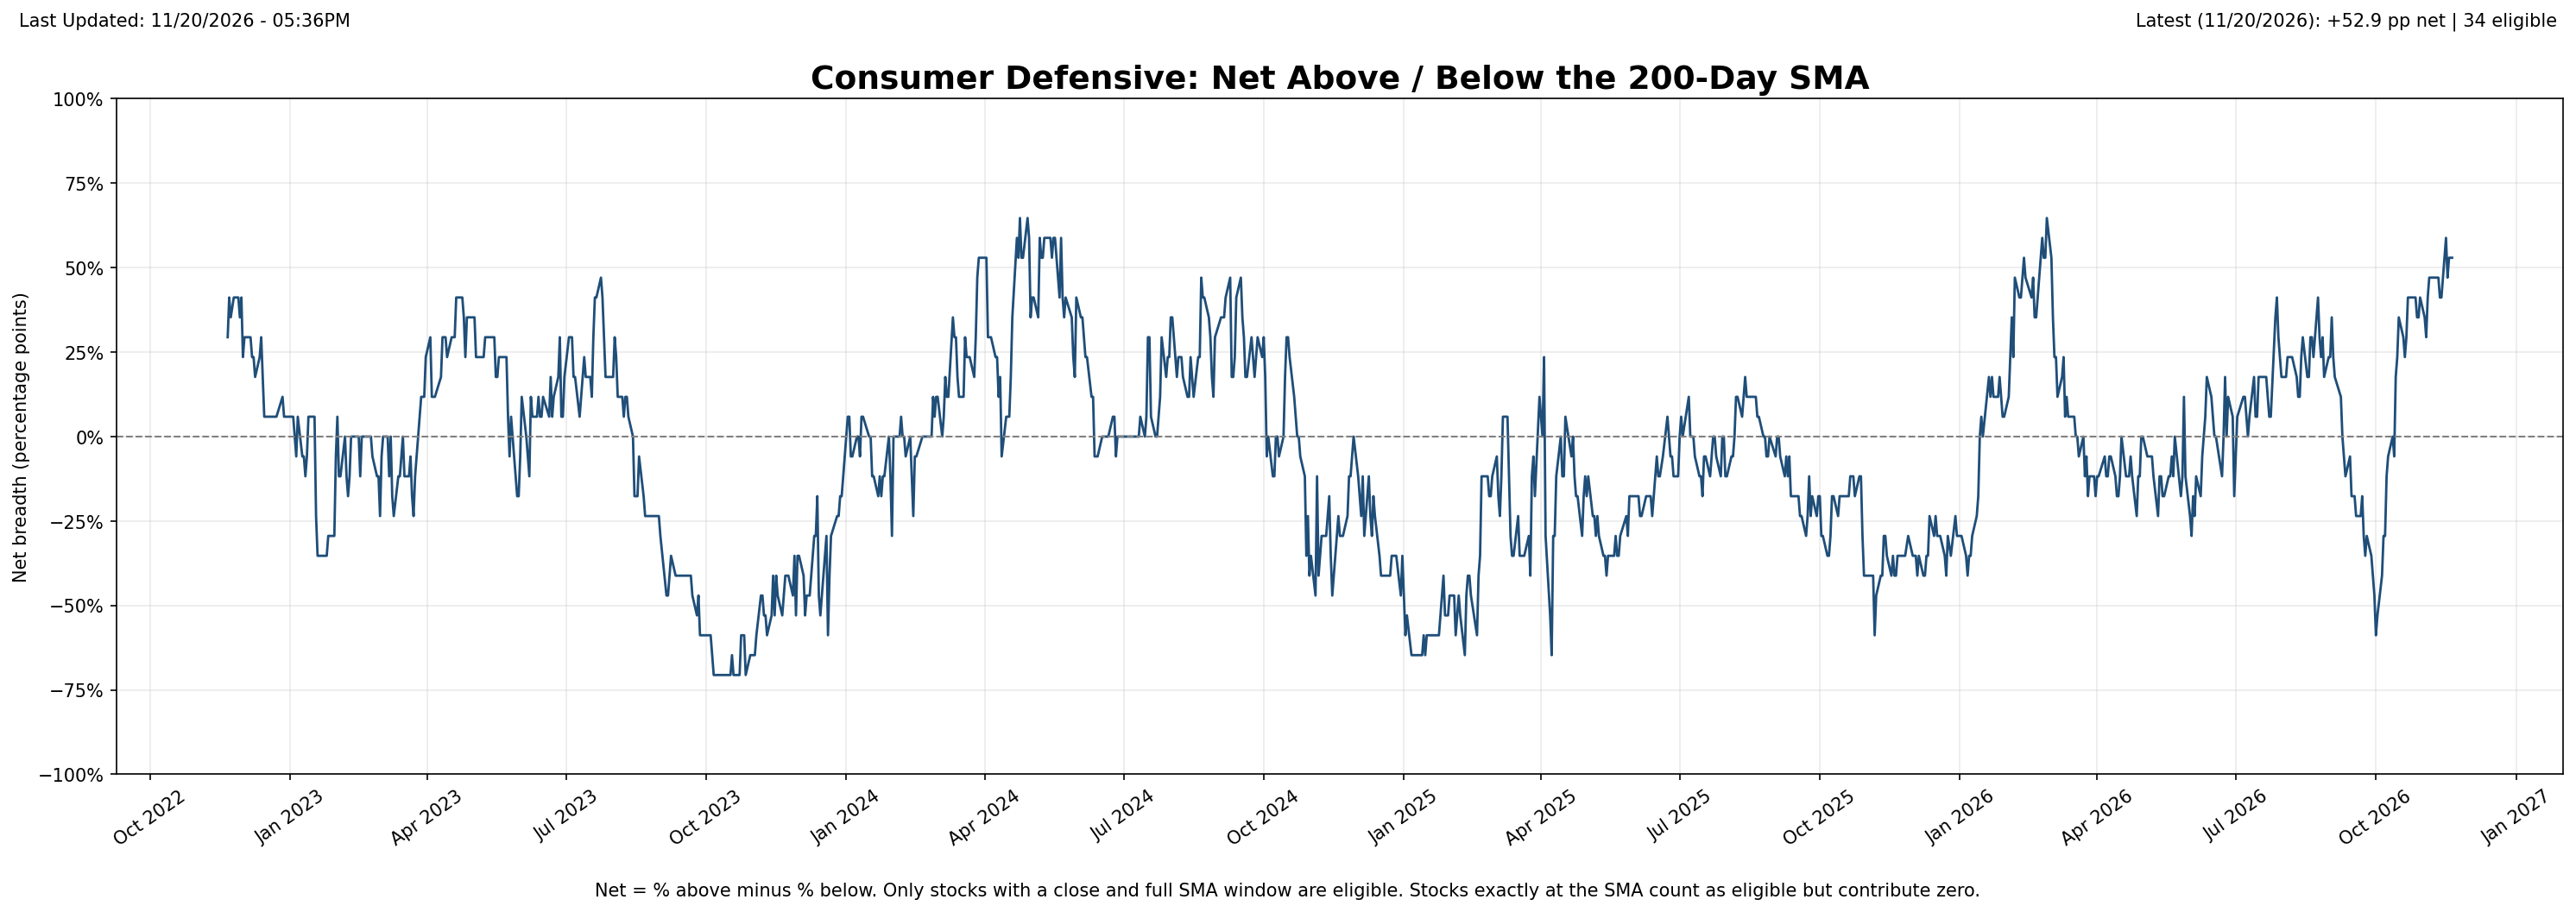 Last Updated: 11/20/2026 - 05:36PM
Latest (11/20/2026): +52.9 pp net | 34 eligible
Consumer Defensive: Net Above / Below the 200-Day SMA
Net breadth (percentage points)
100%
75%
50%
25%
0%
−25%
−50%
−75%
−100%
Oct 2022
Jan 2023
Apr 2023
Jul 2023
Oct 2023
Jan 2024
Apr 2024
Jul 2024
Oct 2024
Jan 2025
Apr 2025
Jul 2025
Oct 2025
Jan 2026
Apr 2026
Jul 2026
Oct 2026
Jan 2027
Net = % above minus % below. Only stocks with a close and full SMA window are eligible. Stocks exactly at the SMA count as eligible but contribute zero.